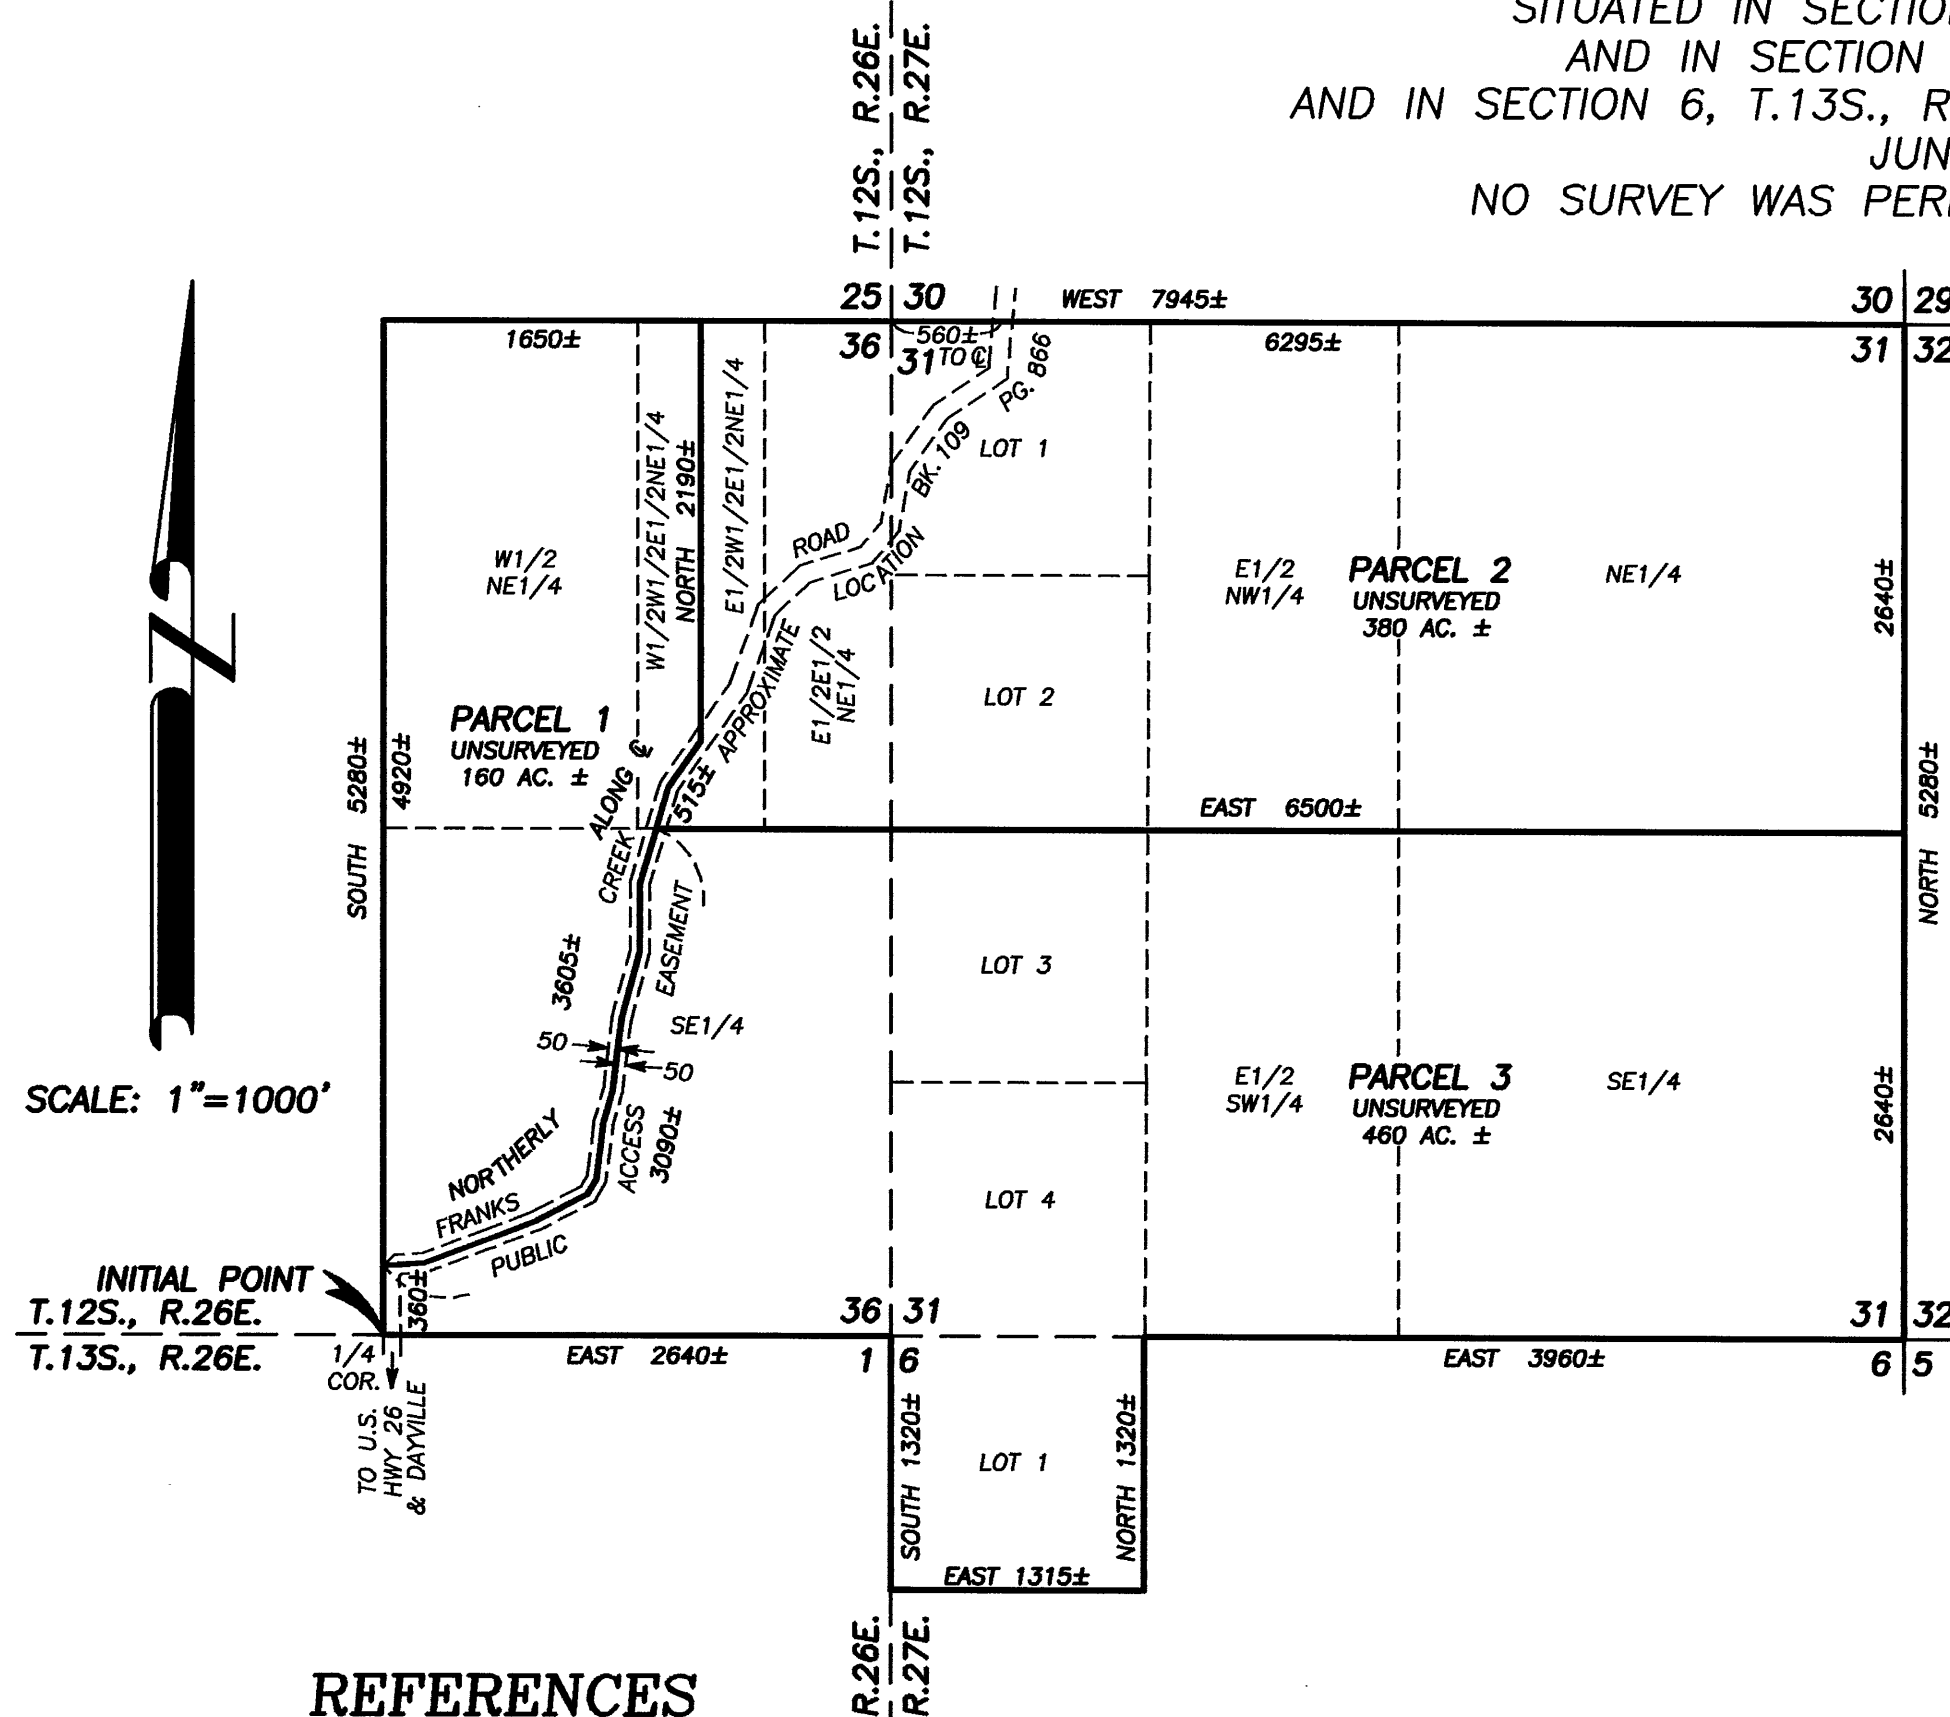 SITUATED IN SECTION
AND IN SECTION
AND IN SECTION 6, T.13S., R
JUN
NO SURVEY WAS PER
T.12S., R.26E.
T.12S., R.27E.
25 30
WEST 7945±
30 29
1650±
36 31
560±
TO ℄
6295±
31 32
BK. 109 PG. 866
LOT 1
W1/2W1/2E1/2NE1/4
NORTH 2190±
E1/2W1/2E1/2NE1/4
W1/2
NE1/4
ROAD
LOCATION
E1/2
NW1/4
PARCEL 2
UNSURVEYED
380 AC. ±
NE1/4
2640±
APPROXIMATE
E1/2E1/2
NE1/4
LOT 2
PARCEL 1
UNSURVEYED
160 AC. ±
SOUTH 5280±
4920±
ALONG ℄
515±
EAST 6500±
NORTH 5280±
CREEK
EASEMENT
3605±
LOT 3
SE1/4
50
50
SCALE: 1"=1000'
E1/2
SW1/4
PARCEL 3
UNSURVEYED
460 AC. ±
SE1/4
2640±
NORTHERLY
ACCESS
3090±
FRANKS
PUBLIC
LOT 4
INITIAL POINT
360±
T.12S., R.26E.
36 31
31 32
T.13S., R.26E.
1/4
COR.
EAST 2640±
1 6
EAST 3960±
6 5
TO U.S.
HWY 26
& DAYVILLE
SOUTH 1320±
LOT 1
NORTH 1320±
EAST 1315±
R.26E.
R.27E.
REFERENCES